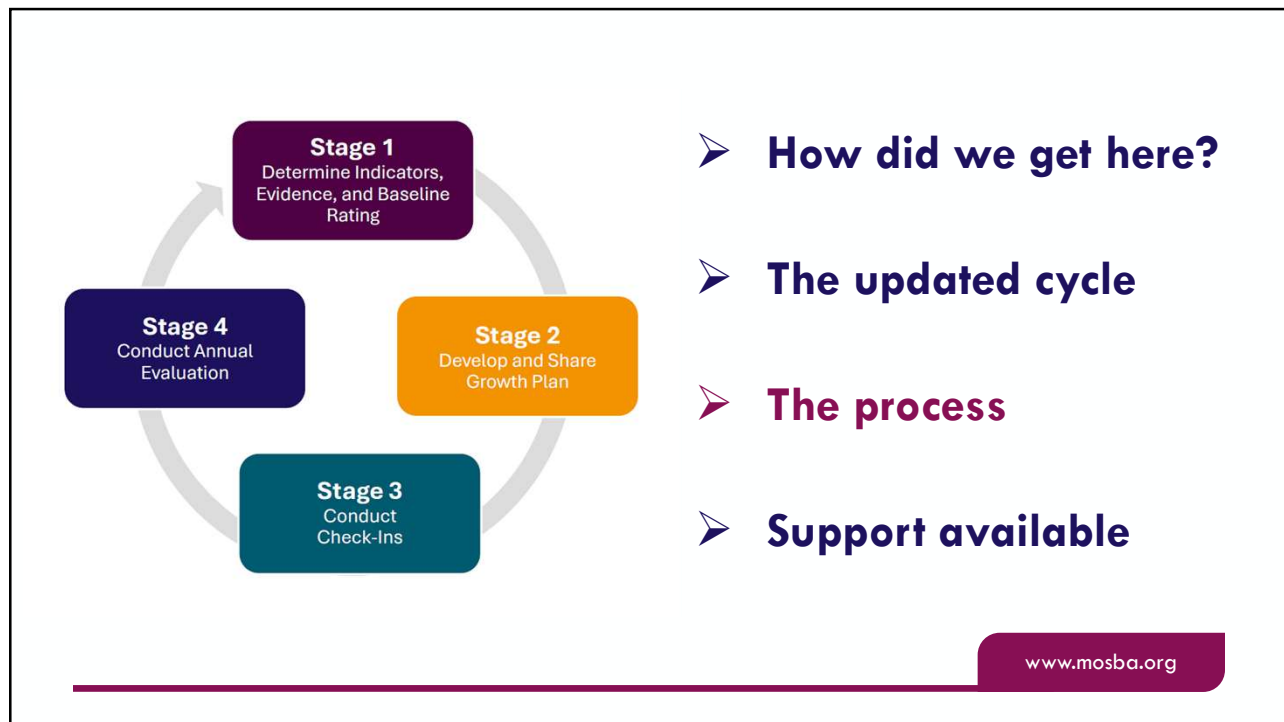 Stage 1
Determine Indicators,
Evidence, and Baseline
Rating
Stage 2
Develop and Share
Growth Plan
Stage 3
Conduct
Check-Ins
Stage 4
Conduct Annual
Evaluation
➢ How did we get here?
➢ The updated cycle
➢ The process
➢ Support available
www.mosba.org